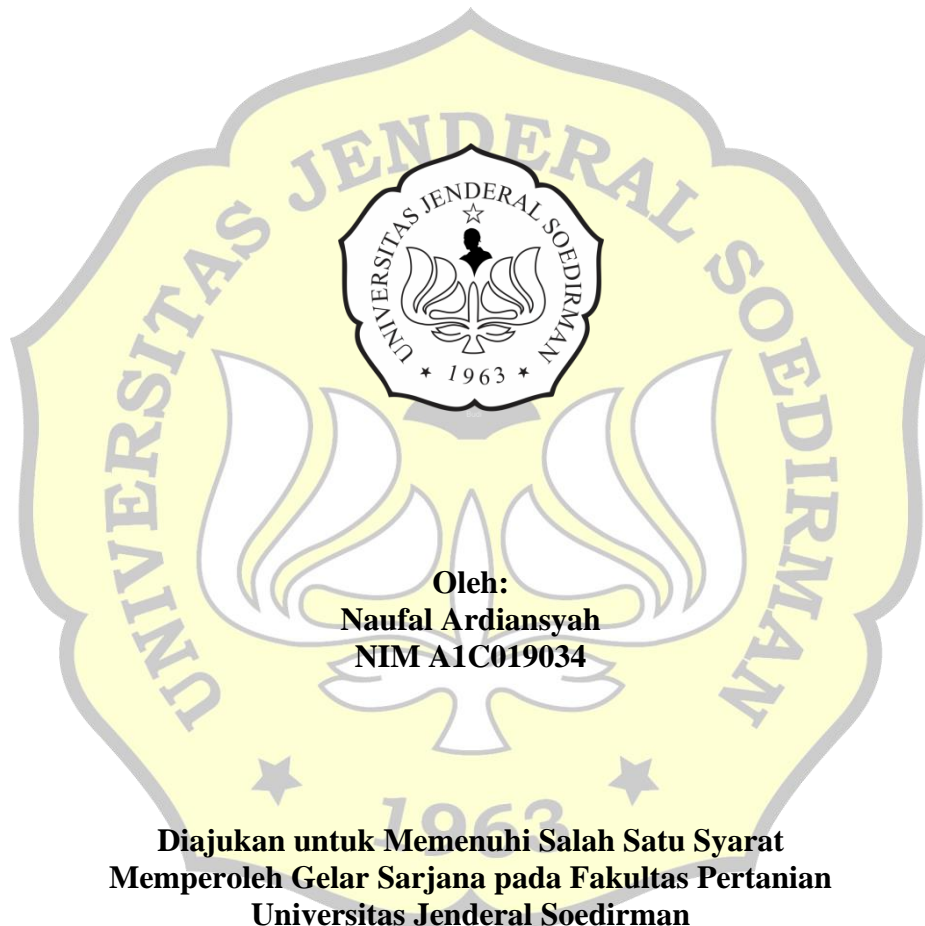 UNIVERSITAS JENDERAL SOEDIRMAN
1963
UNIVERSITAS JENDERAL SOEDIRMAN
1963
Oleh:
Naufal Ardiansyah
NIM A1C019034
Diajukan untuk Memenuhi Salah Satu Syarat
Memperoleh Gelar Sarjana pada Fakultas Pertanian
Universitas Jenderal Soedirman